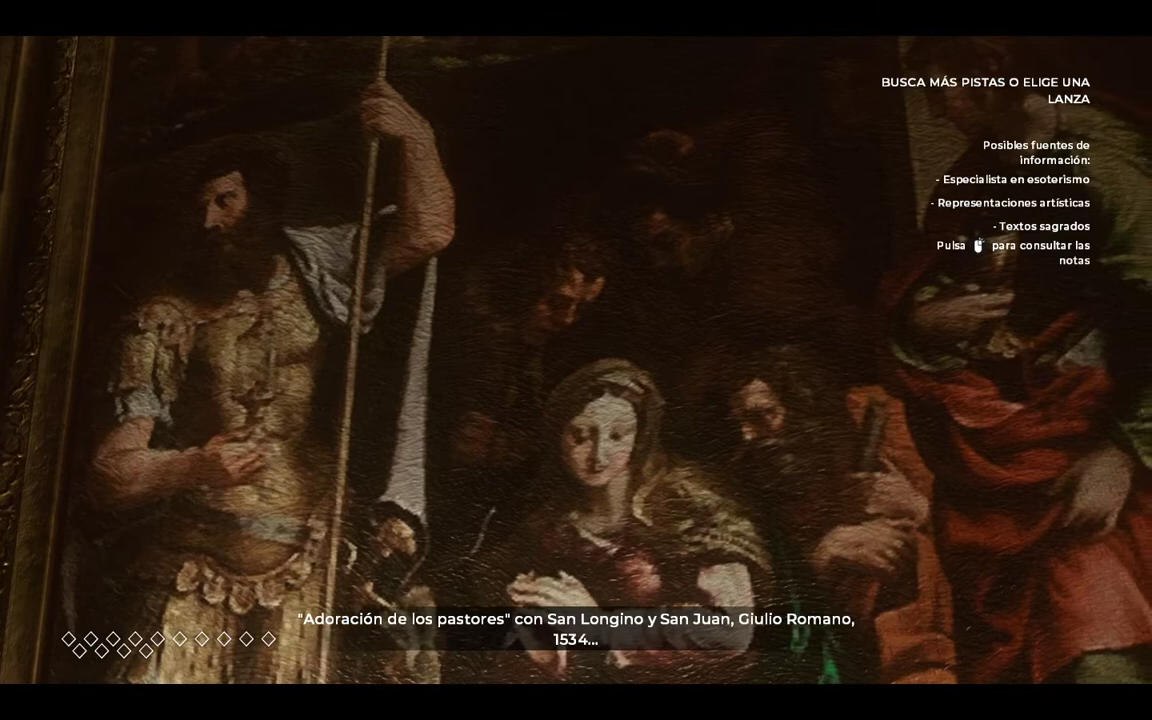 BUSCA MÁS PISTAS O ELIGE UNA
LANZA
Posibles fuentes de
información:
- Especialista en esoterismo
- Representaciones artísticas
- Textos sagrados
Pulsa para consultar las
notas
"Adoración de los pastores" con San Longino y San Juan, Giulio Romano,
1534...